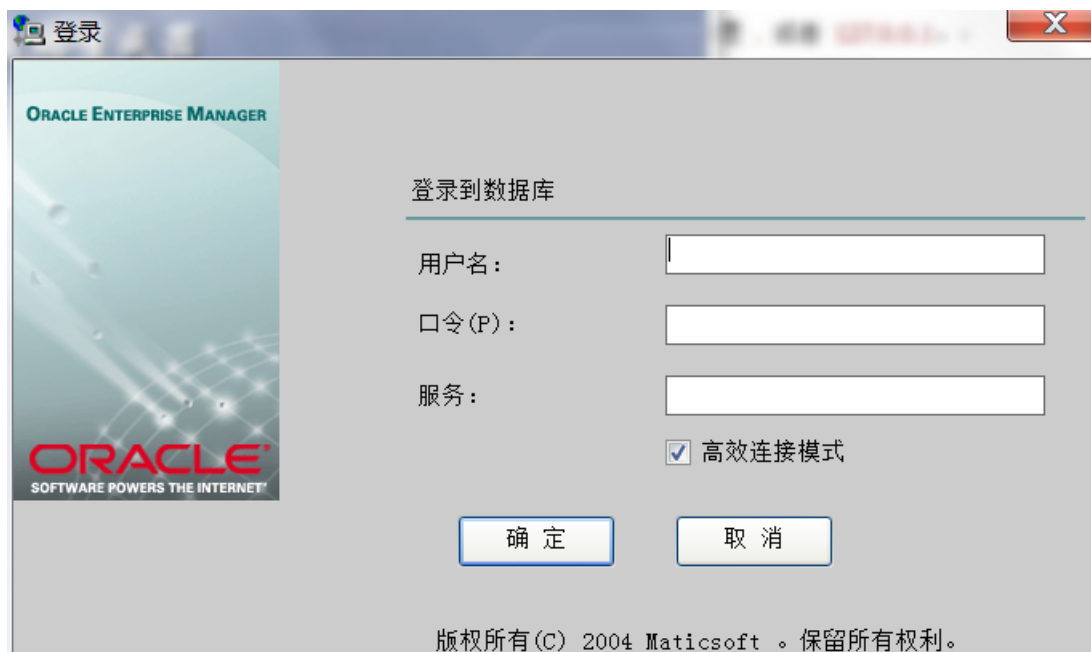 登录
ORACLE ENTERPRISE MANAGER
登录到数据库
用户名：
口令(P)：
服务：
高效连接模式
ORACLE
SOFTWARE POWERS THE INTERNET
确 定
取 消
版权所有(C) 2004 Maticsoft 。保留所有权利。